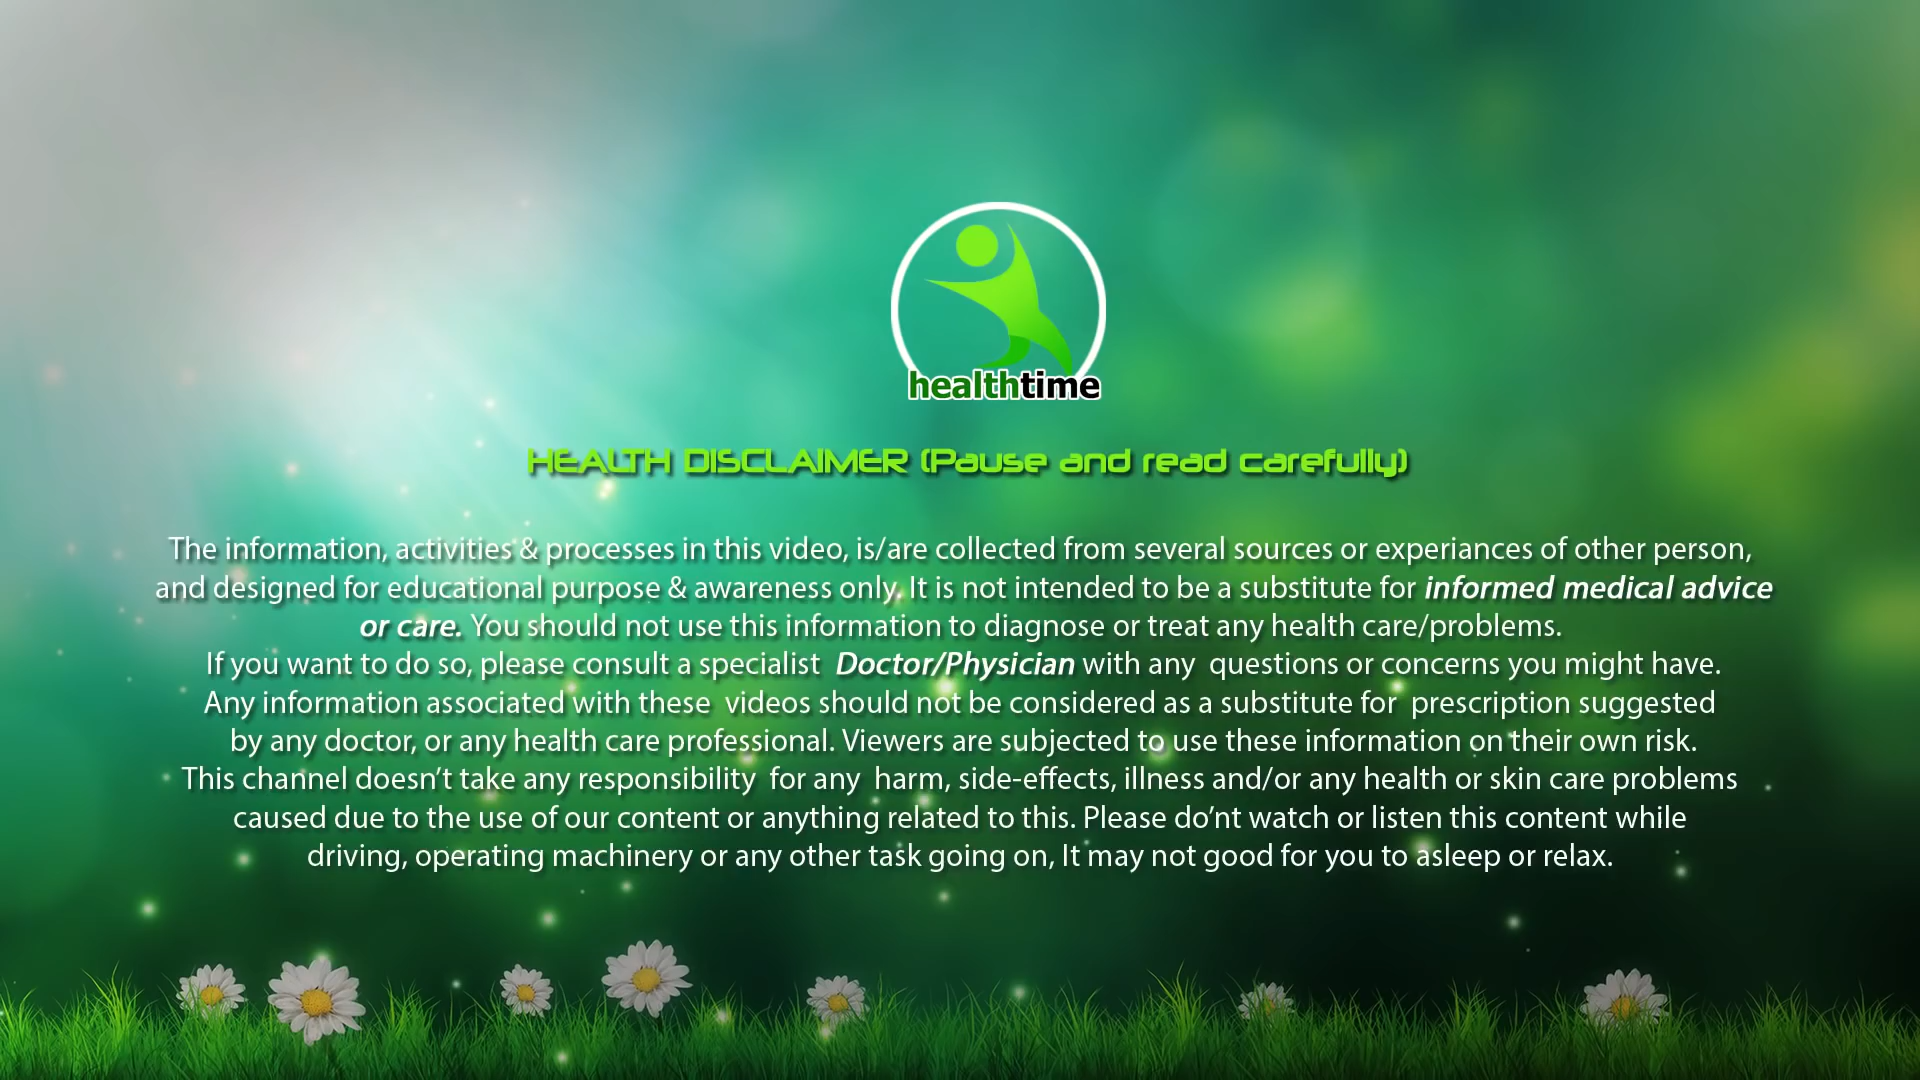 healthtime
HEALTH DISCLAIMER (Pause and read carefully)
The information, activities & processes in this video, is/are collected from several sources or experiances of other person,
and designed for educational purpose & awareness only. It is not intended to be a substitute for informed medical advice
or care. You should not use this information to diagnose or treat any health care/problems.
If you want to do so, please consult a specialist Doctor/Physician with any questions or concerns you might have.
Any information associated with these videos should not be considered as a substitute for prescription suggested
by any doctor, or any health care professional. Viewers are subjected to use these information on their own risk.
This channel doesn’t take any responsibility for any harm, side-effects, illness and/or any health or skin care problems
caused due to the use of our content or anything related to this. Please do’nt watch or listen this content while
driving, operating machinery or any other task going on, It may not good for you to asleep or relax.